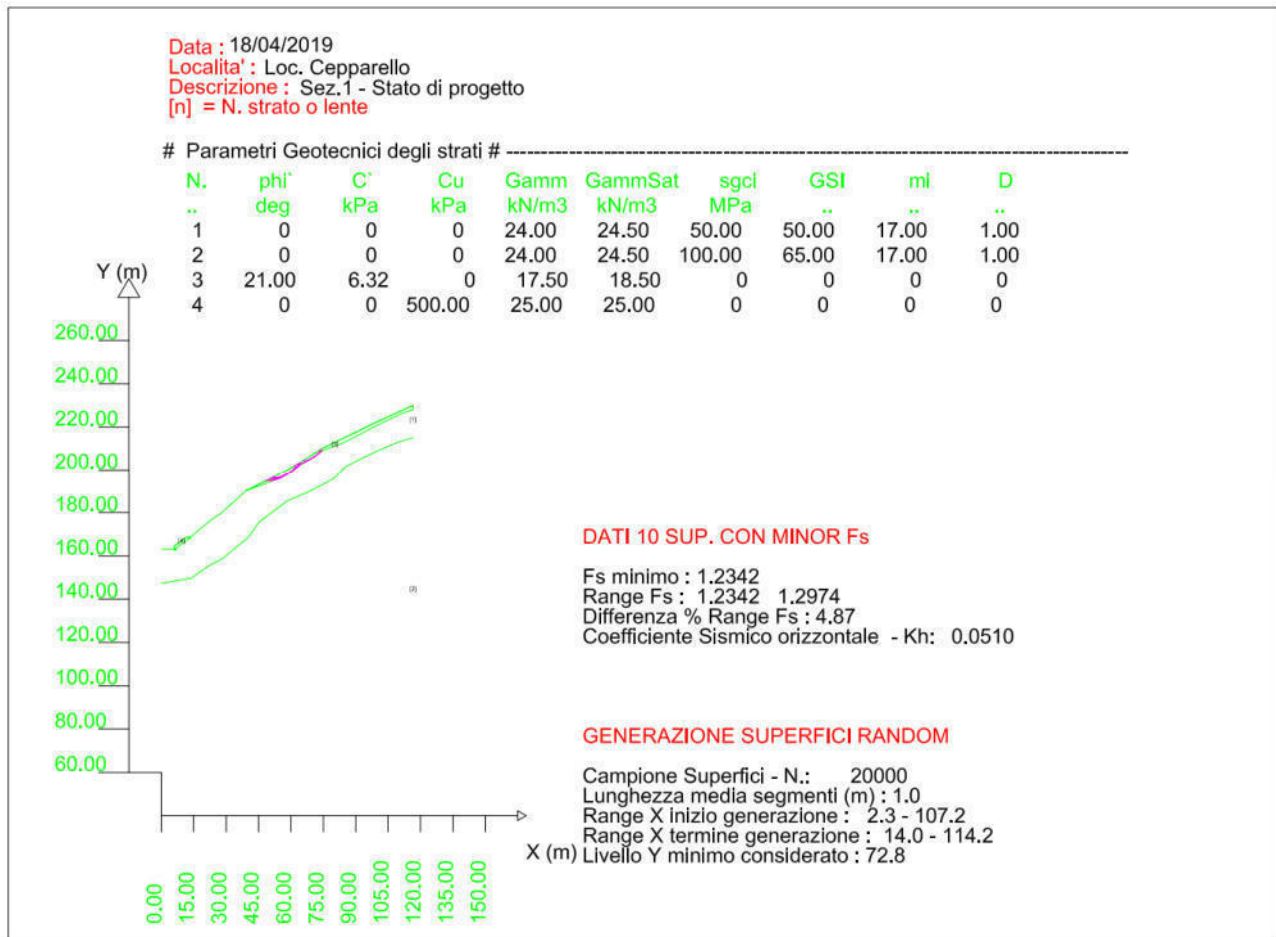 Data : 18/04/2019
Localita' : Loc. Cepparello
Descrizione : Sez.1 - Stato di progetto
[n] = N. strato o lente
# Parametri Geotecnici degli strati # ----------------------------------------------------------------------------------------
N. phi` C` Cu Gamm GammSat sgci GSI mi D
.. deg kPa kPa kN/m3 kN/m3 MPa .. .. ..
1 0 0 0 24.00 24.50 50.00 50.00 17.00 1.00
2 0 0 0 24.00 24.50 100.00 65.00 17.00 1.00
3 21.00 6.32 0 17.50 18.50 0 0 0 0
4 0 0 500.00 25.00 25.00 0 0 0 0
Y (m)
260.00
240.00
220.00
200.00
180.00
160.00
140.00
120.00
100.00
80.00
60.00
[1]
[3]
[4]
[2]
DATI 10 SUP. CON MINOR Fs
Fs minimo : 1.2342
Range Fs : 1.2342 1.2974
Differenza % Range Fs : 4.87
Coefficiente Sismico orizzontale - Kh: 0.0510
GENERAZIONE SUPERFICI RANDOM
Campione Superfici - N.: 20000
Lunghezza media segmenti (m) : 1.0
Range X inizio generazione : 2.3 - 107.2
Range X termine generazione : 14.0 - 114.2
Livello Y minimo considerato : 72.8
X (m)
0.00
15.00
30.00
45.00
60.00
75.00
90.00
105.00
120.00
135.00
150.00